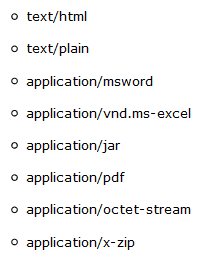 text/html
text/plain
application/msword
application/vnd.ms-excel
application/jar
application/pdf
application/octet-stream
application/x-zip